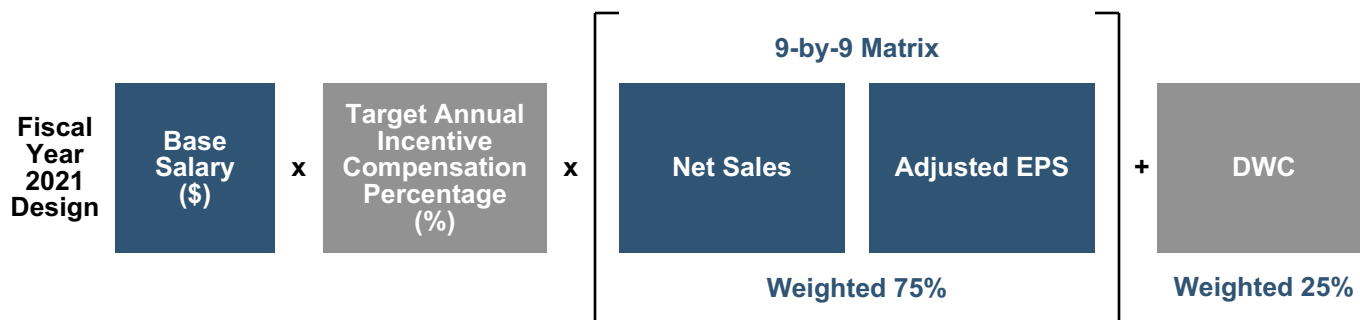 9-by-9 Matrix
Fiscal
Year
2021
Design
Base
Salary
($)
x
Target Annual
Incentive
Compensation
Percentage
(%)
x
Net Sales
Adjusted EPS
+
DWC
Weighted 75%
Weighted 25%